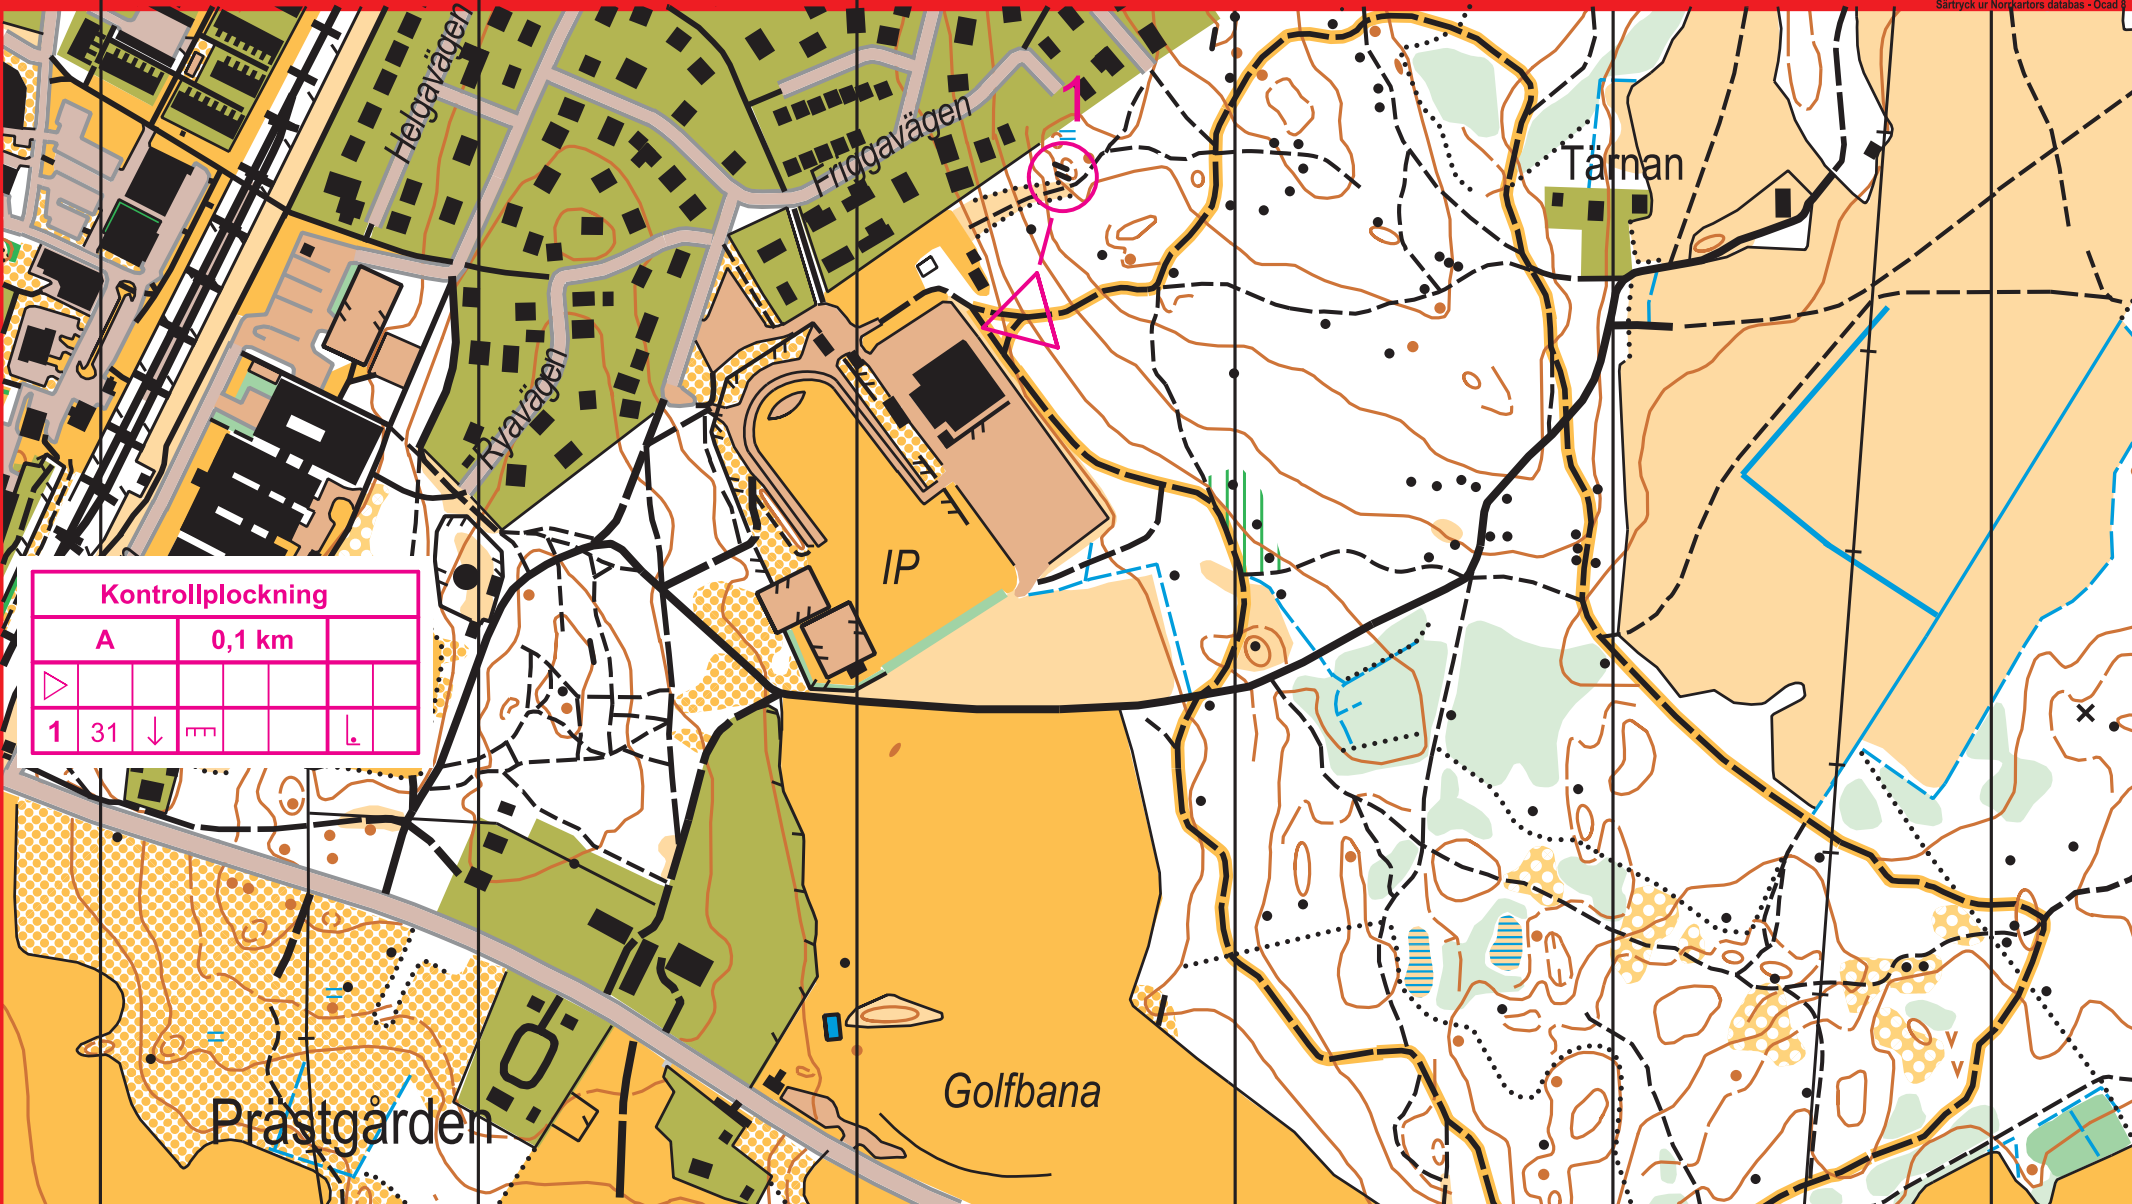 Särtryck ur Norrkartors databas - Ocad 8
Helgavägen
Friggavägen
1
Tärnan
Ryavägen
IP
Kontrollplockning
A 0,1 km
1 31
Golfbana
Prästgården